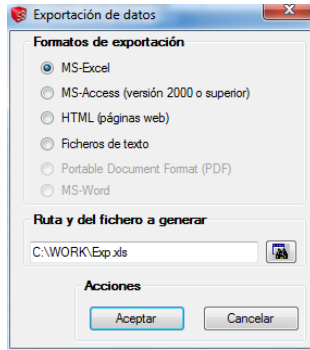 Exportación de datos
Formatos de exportación
MS-Excel
MS-Access (versión 2000 o superior)
HTML (páginas web)
Ficheros de texto
Portable Document Format (PDF)
MS-Word
Ruta y del fichero a generar
C:\WORK\Exp.xls
Acciones
Aceptar Cancelar